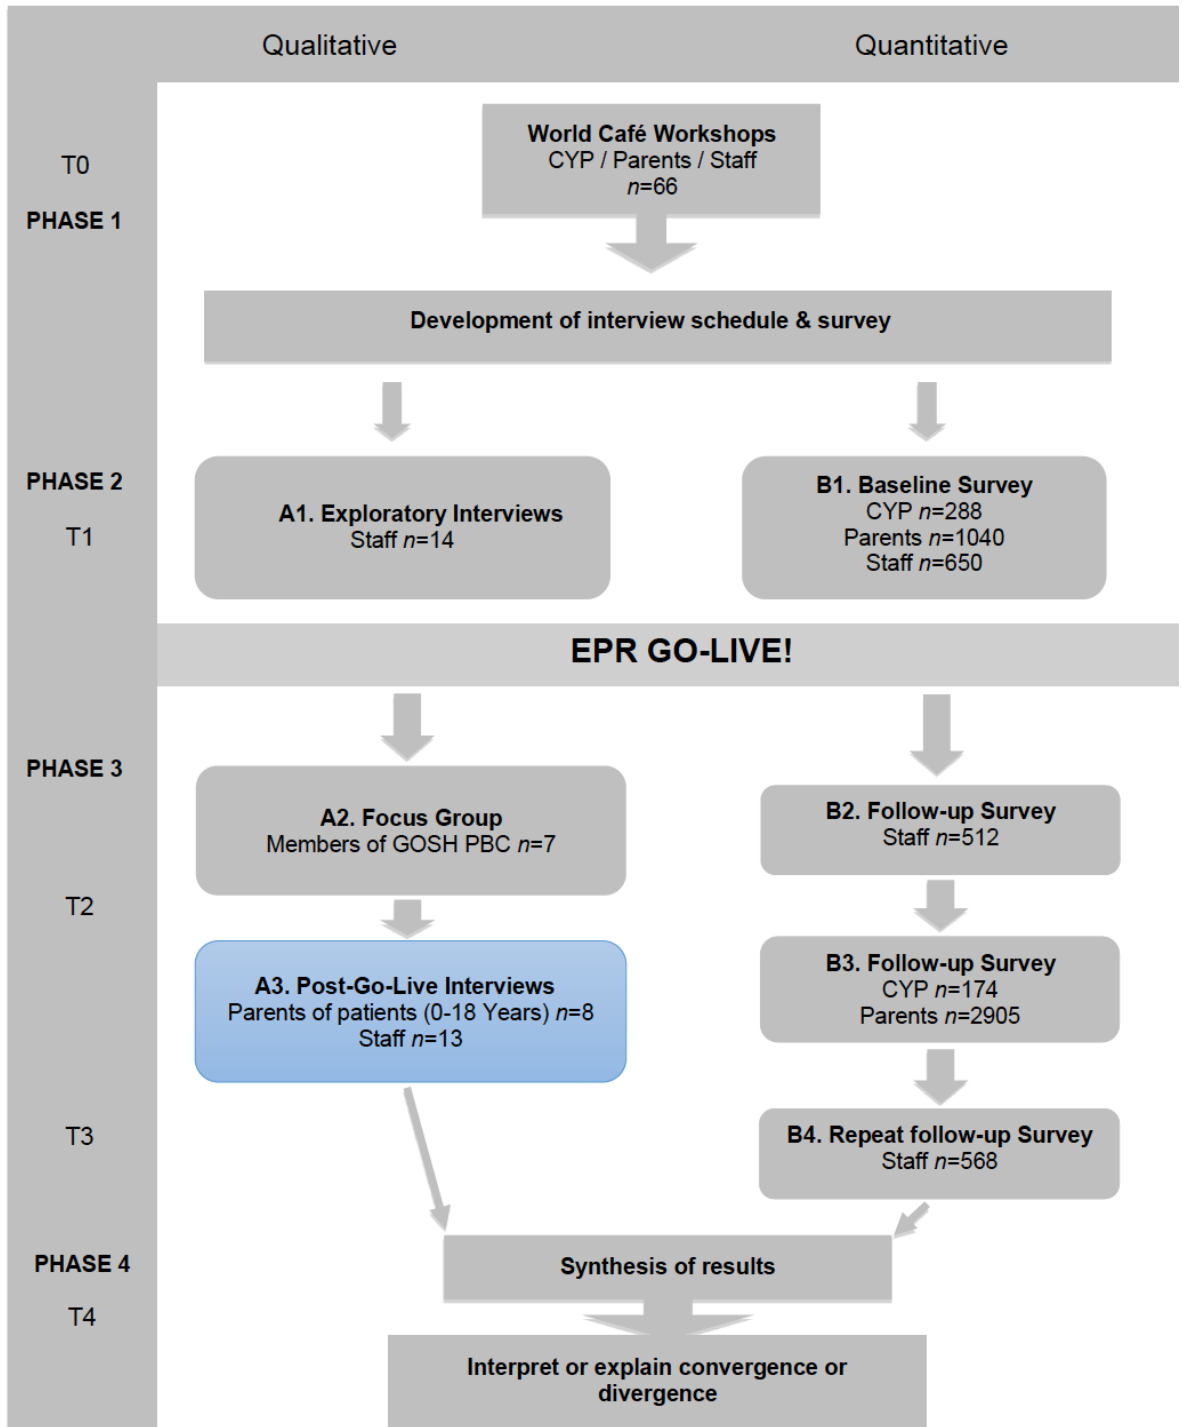 Qualitative
Quantitative
T0
PHASE 1
World Café Workshops
CYP / Parents / Staff
n=66
Development of interview schedule & survey
PHASE 2
T1
A1. Exploratory Interviews
Staff n=14
B1. Baseline Survey
CYP n=288
Parents n=1040
Staff n=650
EPR GO-LIVE!
PHASE 3
A2. Focus Group
Members of GOSH PBC n=7
B2. Follow-up Survey
Staff n=512
T2
A3. Post-Go-Live Interviews
Parents of patients (0-18 Years) n=8
Staff n=13
B3. Follow-up Survey
CYP n=174
Parents n=2905
T3
B4. Repeat follow-up Survey
Staff n=568
PHASE 4
T4
Synthesis of results
Interpret or explain convergence or
divergence